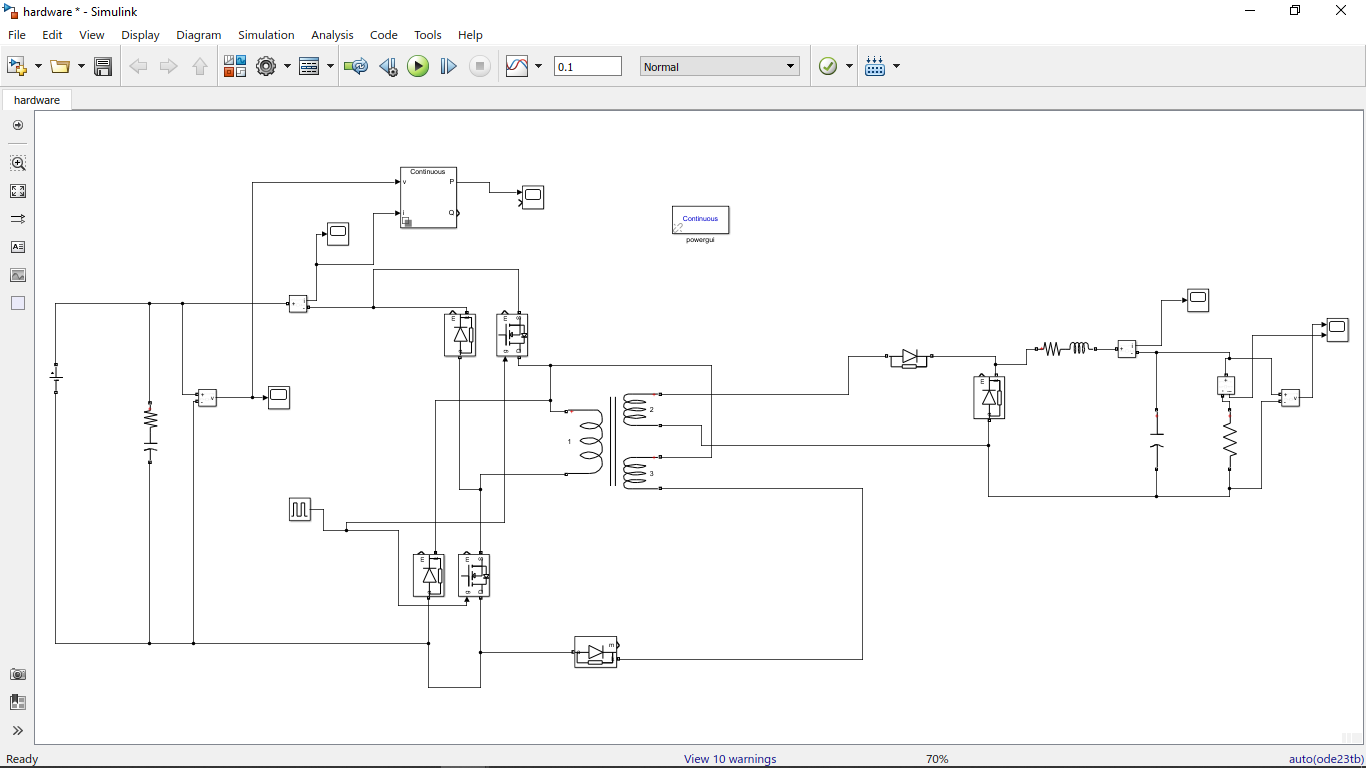 hardware * - Simulink
File Edit View Display Diagram Simulation Analysis Code Tools Help
0.1 Normal
hardware
Continuous
v P
i Q
Continuous
powergui
+ i
-
+ v
-
m
m
g
1
+
2
+
3
+
m
m
g
m
m
+ i
-
+ i
-
+ v
-
Ready View 10 warnings 70% auto(ode23tb)